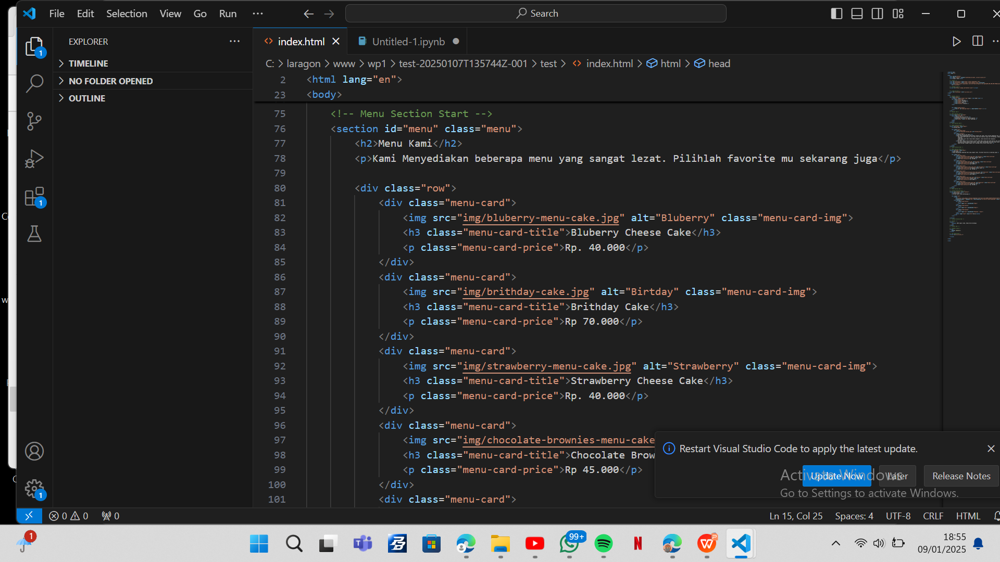 File Edit Selection View Go Run ··· Search
EXPLORER ···
index.html Untitled-1.ipynb
TIMELINE
NO FOLDER OPENED
OUTLINE
C: > laragon > www > wp1 > test-20250107T135744Z-001 > test > index.html > html > head
2 <html lang="en">
23 <body>
75 <!-- Menu Section Start -->
76 <section id="menu" class="menu">
77 <h2>Menu Kami</h2>
78 <p>Kami Menyediakan beberapa menu yang sangat lezat. Pilihlah favorite mu sekarang juga</p>
79
80 <div class="row">
81 <div class="menu-card">
82 <img src="img/bluberry-menu-cake.jpg" alt="Bluberry" class="menu-card-img">
83 <h3 class="menu-card-title">Bluberry Cheese Cake</h3>
84 <p class="menu-card-price">Rp. 40.000</p>
85 </div>
86 <div class="menu-card">
87 <img src="img/brithday-cake.jpg" alt="Birtday" class="menu-card-img">
88 <h3 class="menu-card-title">Brithday Cake</h3>
89 <p class="menu-card-price">Rp 70.000</p>
90 </div>
91 <div class="menu-card">
92 <img src="img/strawberry-menu-cake.jpg" alt="Strawberry" class="menu-card-img">
93 <h3 class="menu-card-title">Strawberry Cheese Cake</h3>
94 <p class="menu-card-price">Rp. 40.000</p>
95 </div>
96 <div class="menu-card">
97 <img src="img/chocolate-brownies-menu-cake
98 <h3 class="menu-card-title">Chocolate Brow
99 <p class="menu-card-price">Rp 45.000</p>
100 </div>
101 <div class="menu-card">
1
1
1
Restart Visual Studio Code to apply the latest update.
Update Now Later Release Notes
Activate Windows
Go to Settings to activate Windows.
0 0 0
Ln 15, Col 25 Spaces: 4 UTF-8 CRLF HTML
1
99+
18:55
09/01/2025